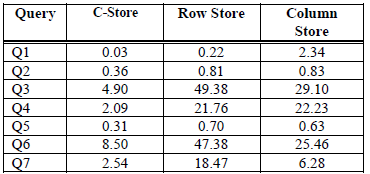 Query C-Store Row Store Column Store
Q1 0.03 0.22 2.34
Q2 0.36 0.81 0.83
Q3 4.90 49.38 29.10
Q4 2.09 21.76 22.23
Q5 0.31 0.70 0.63
Q6 8.50 47.38 25.46
Q7 2.54 18.47 6.28